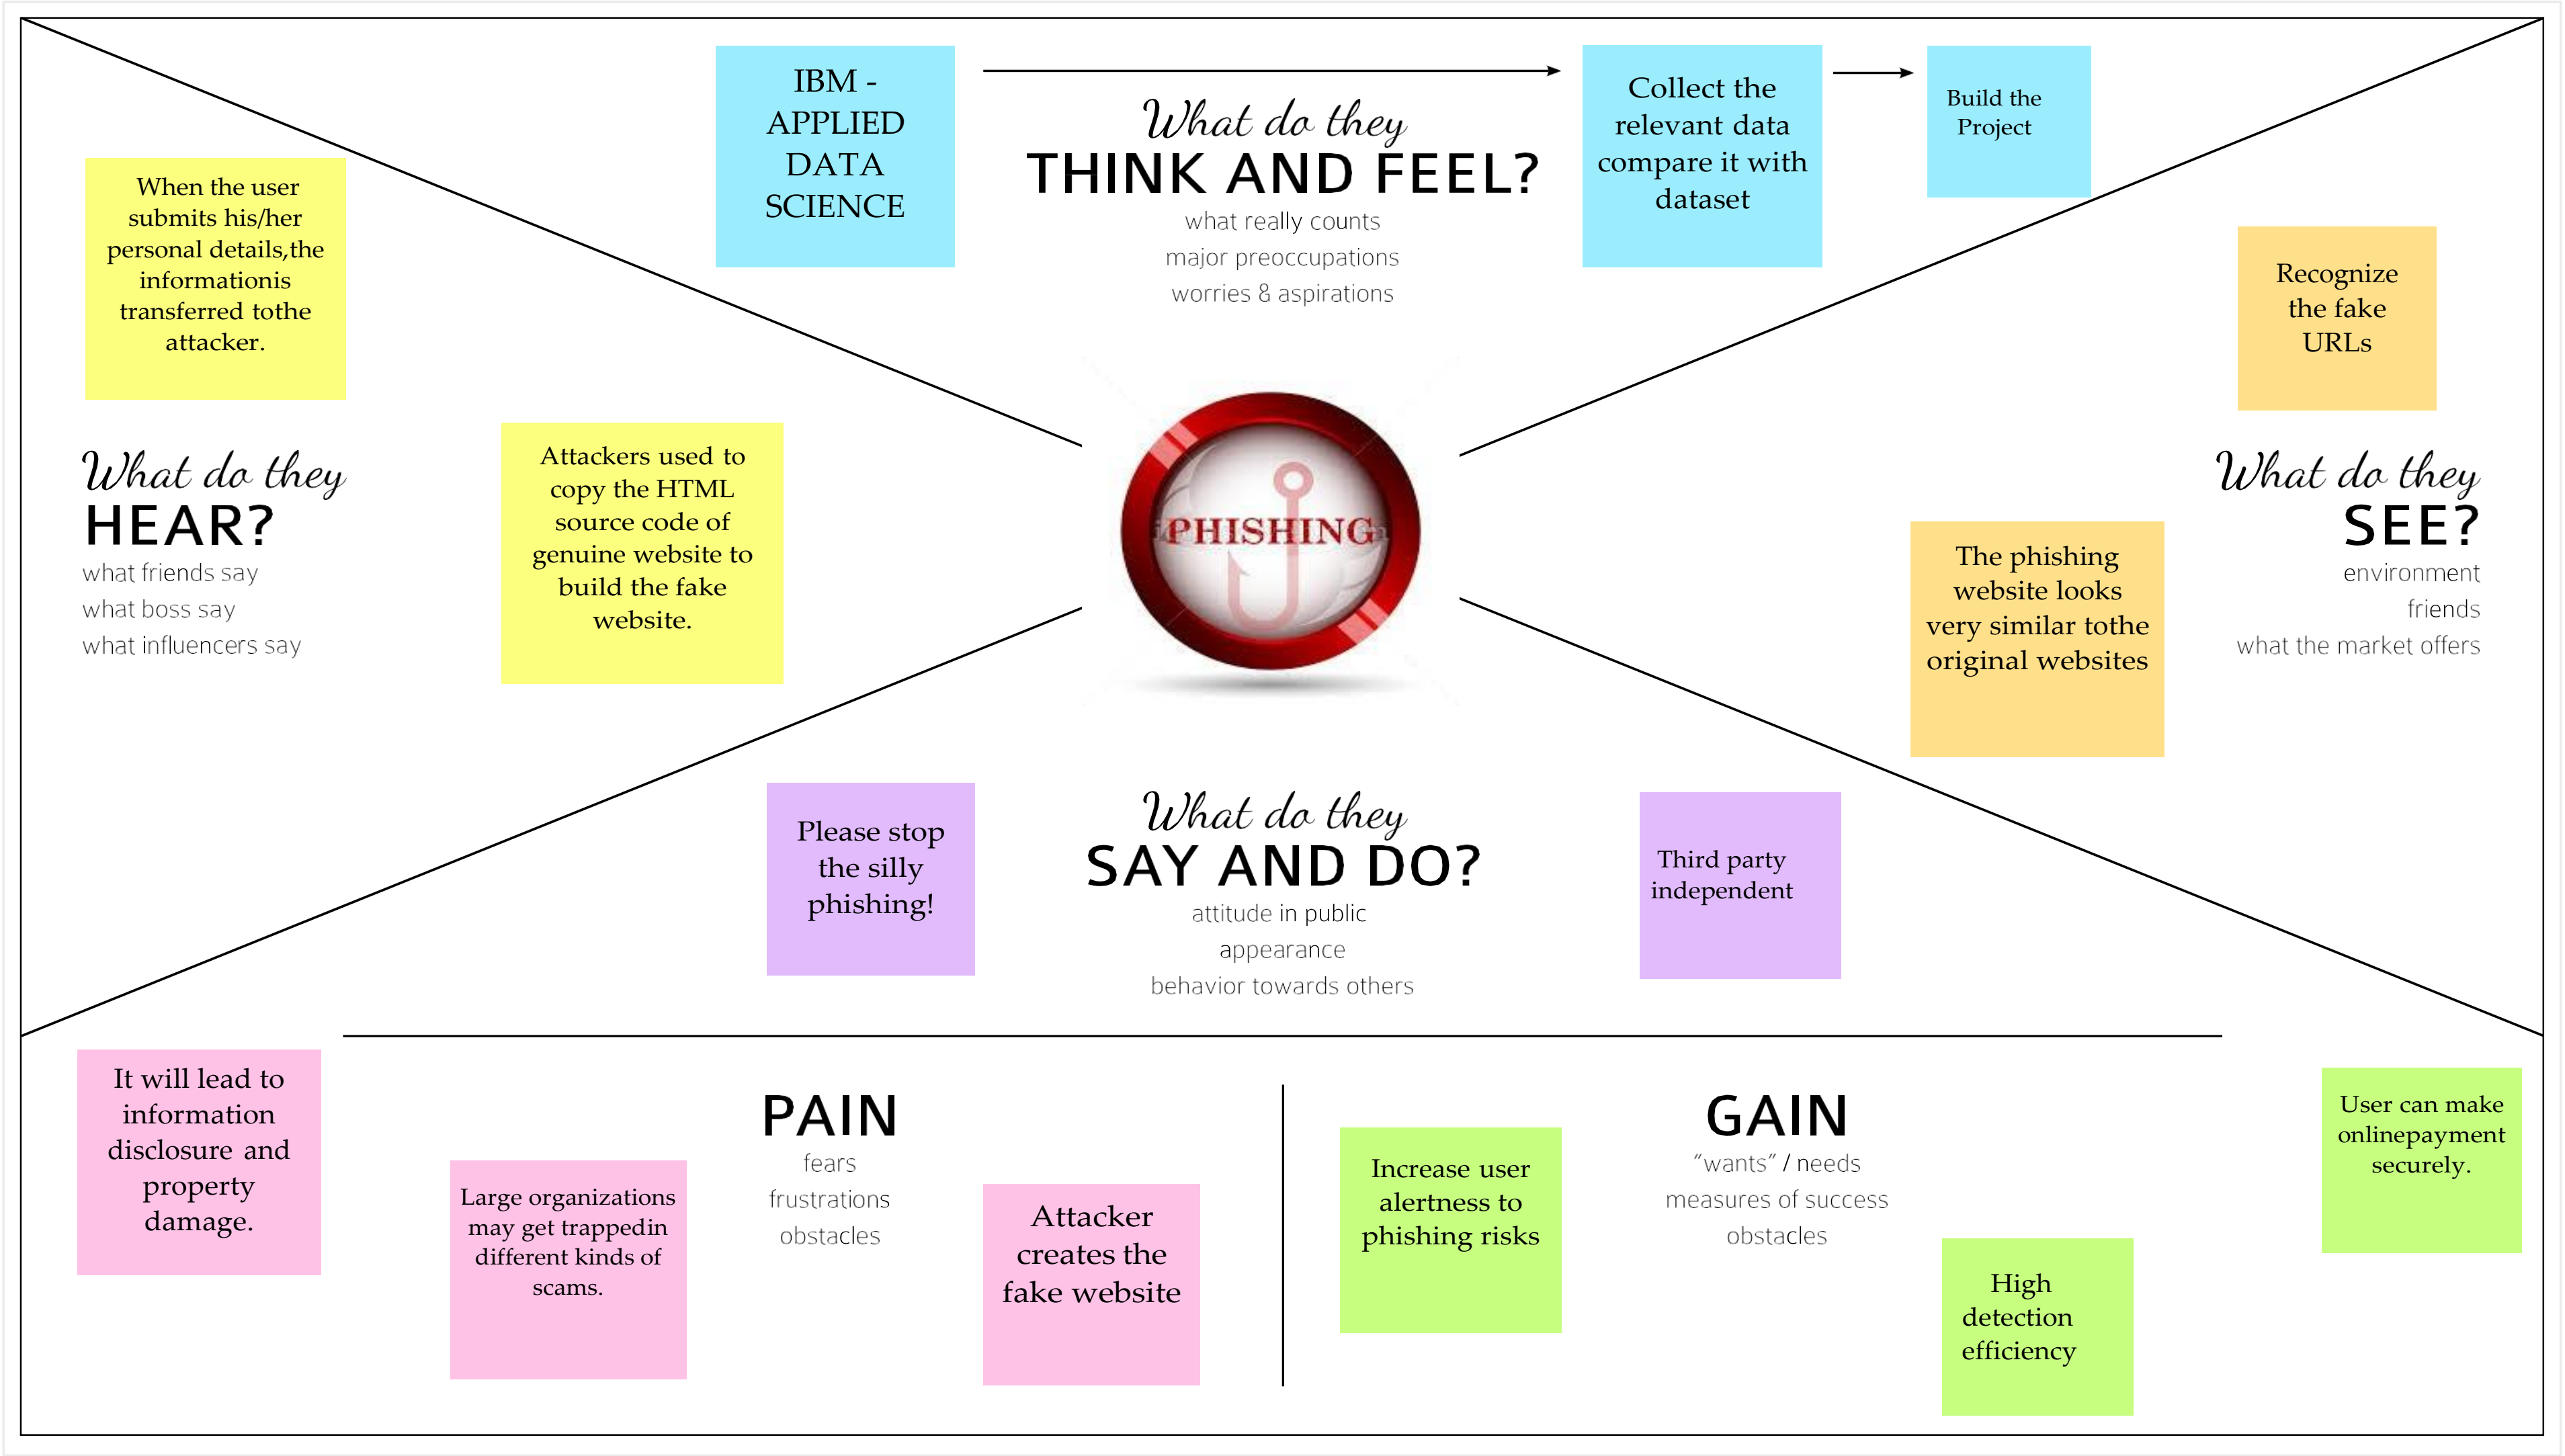 IBM -
APPLIED
DATA
SCIENCE
What do they
THINK AND FEEL?
what really counts
major preoccupations
worries & aspirations
Collect the
relevant data
compare it with
dataset
Build the
Project
When the user
submits his/her
personal details,the
informationis
transferred tothe
attacker.
What do they
HEAR?
what friends say
what boss say
what influencers say
Attackers used to
copy the HTML
source code of
genuine website to
build the fake
website.
PHISHING
Recognize
the fake
URLs
What do they
SEE?
environment
friends
what the market offers
The phishing
website looks
very similar tothe
original websites
Please stop
the silly
phishing!
What do they
SAY AND DO?
attitude in public
appearance
behavior towards others
Third party
independent
It will lead to
information
disclosure and
property
damage.
Large organizations
may get trappedin
different kinds of
scams.
PAIN
fears
frustrations
obstacles
Attacker
creates the
fake website
Increase user
alertness to
phishing risks
GAIN
“wants” / needs
measures of success
obstacles
High
detection
efficiency
User can make
onlinepayment
securely.